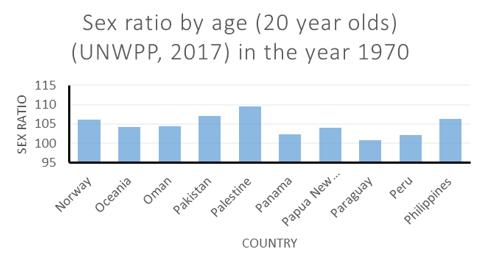 Sex ratio by age (20 year olds)
(UNWPP, 2017) in the year 1970
115
110
105
100
95
SEX RATIO
Norway
Oceania
Oman
Pakistan
Palestine
Panama
Papua New...
Paraguay
Peru
Philippines
COUNTRY